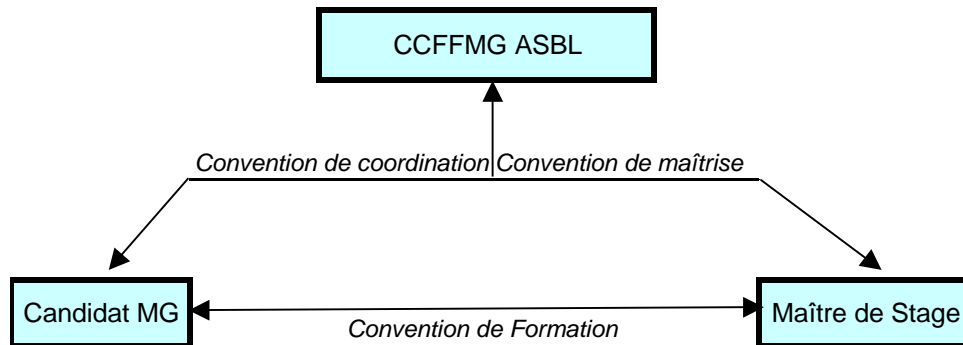 CCFFMG ASBL
Convention de coordination Convention de maîtrise
Candidat MG
Maître de Stage
Convention de Formation